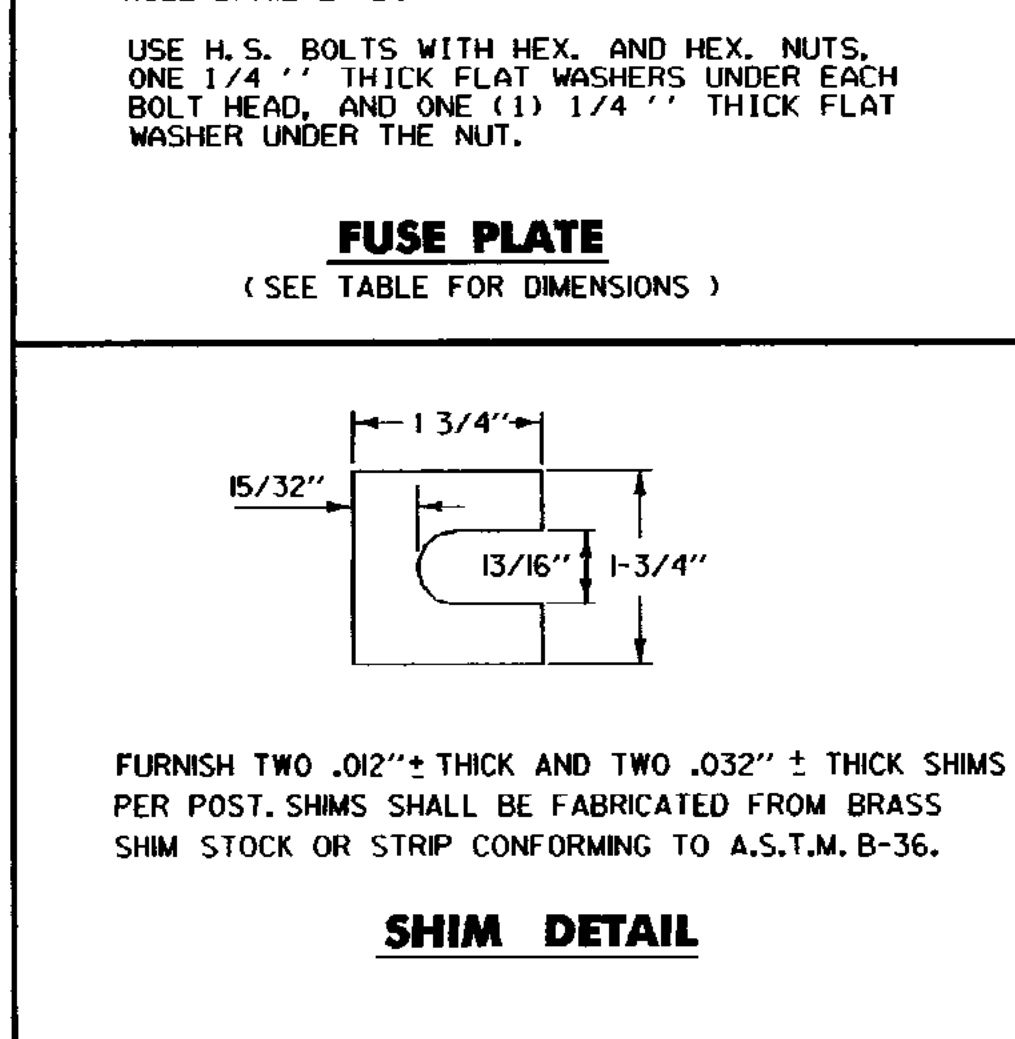 USE H.S. BOLTS WITH HEX. AND HEX. NUTS,
ONE 1/4 '' THICK FLAT WASHERS UNDER EACH
BOLT HEAD, AND ONE (1) 1/4 '' THICK FLAT
WASHER UNDER THE NUT.
FUSE PLATE
( SEE TABLE FOR DIMENSIONS )
1 3/4"
15/32"
13/16"
1-3/4"
FURNISH TWO .012"± THICK AND TWO .032" ± THICK SHIMS
PER POST. SHIMS SHALL BE FABRICATED FROM BRASS
SHIM STOCK OR STRIP CONFORMING TO A.S.T.M. B-36.
SHIM DETAIL